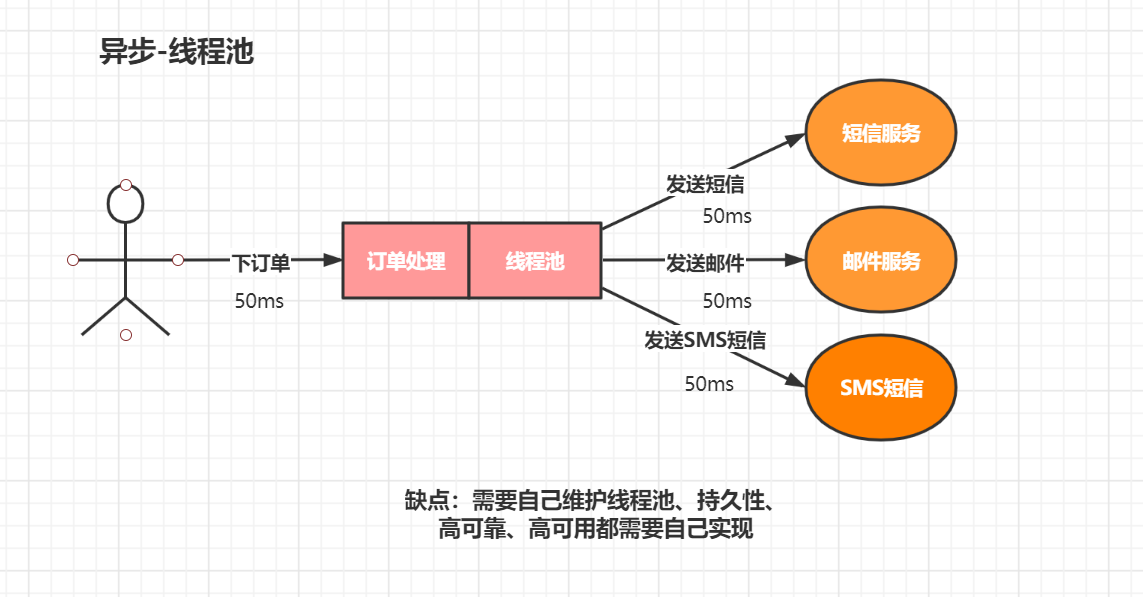 异步-线程池
短信服务
发送短信
50ms
下订单
50ms
订单处理
线程池
发送邮件
50ms
邮件服务
发送SMS短信
50ms
SMS短信
缺点：需要自己维护线程池、持久性、
高可靠、高可用都需要自己实现